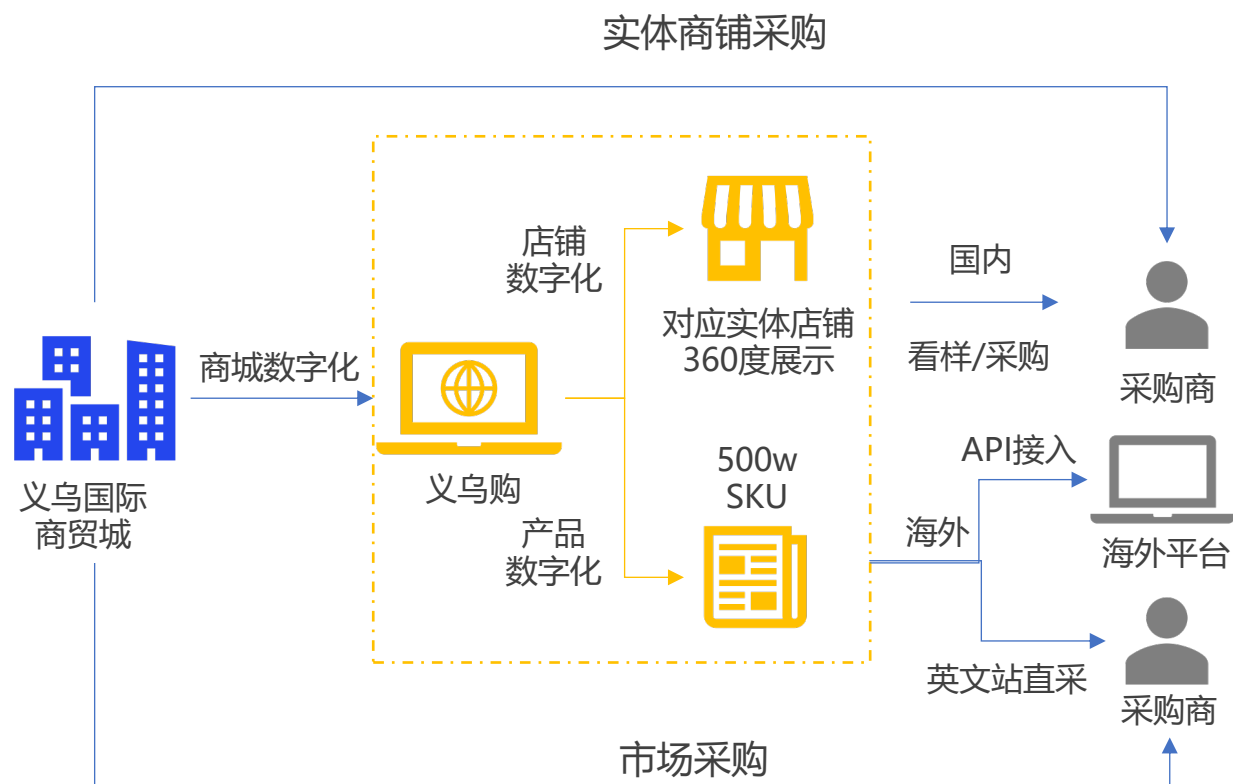 实体商铺采购
店铺
数字化
国内
对应实体店铺
360度展示
商城数字化
看样/采购
采购商
API接入
500w
SKU
义乌国际
商贸城
义乌购
产品
数字化
海外
海外平台
英文站直采
采购商
市场采购